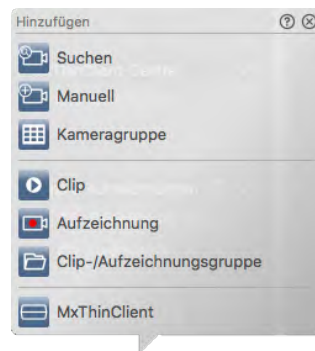 Hinzufügen
Suchen
Manuell
Kameragruppe
Clip
Aufzeichnung
Clip-/Aufzeichnungsgruppe
MxThinClient